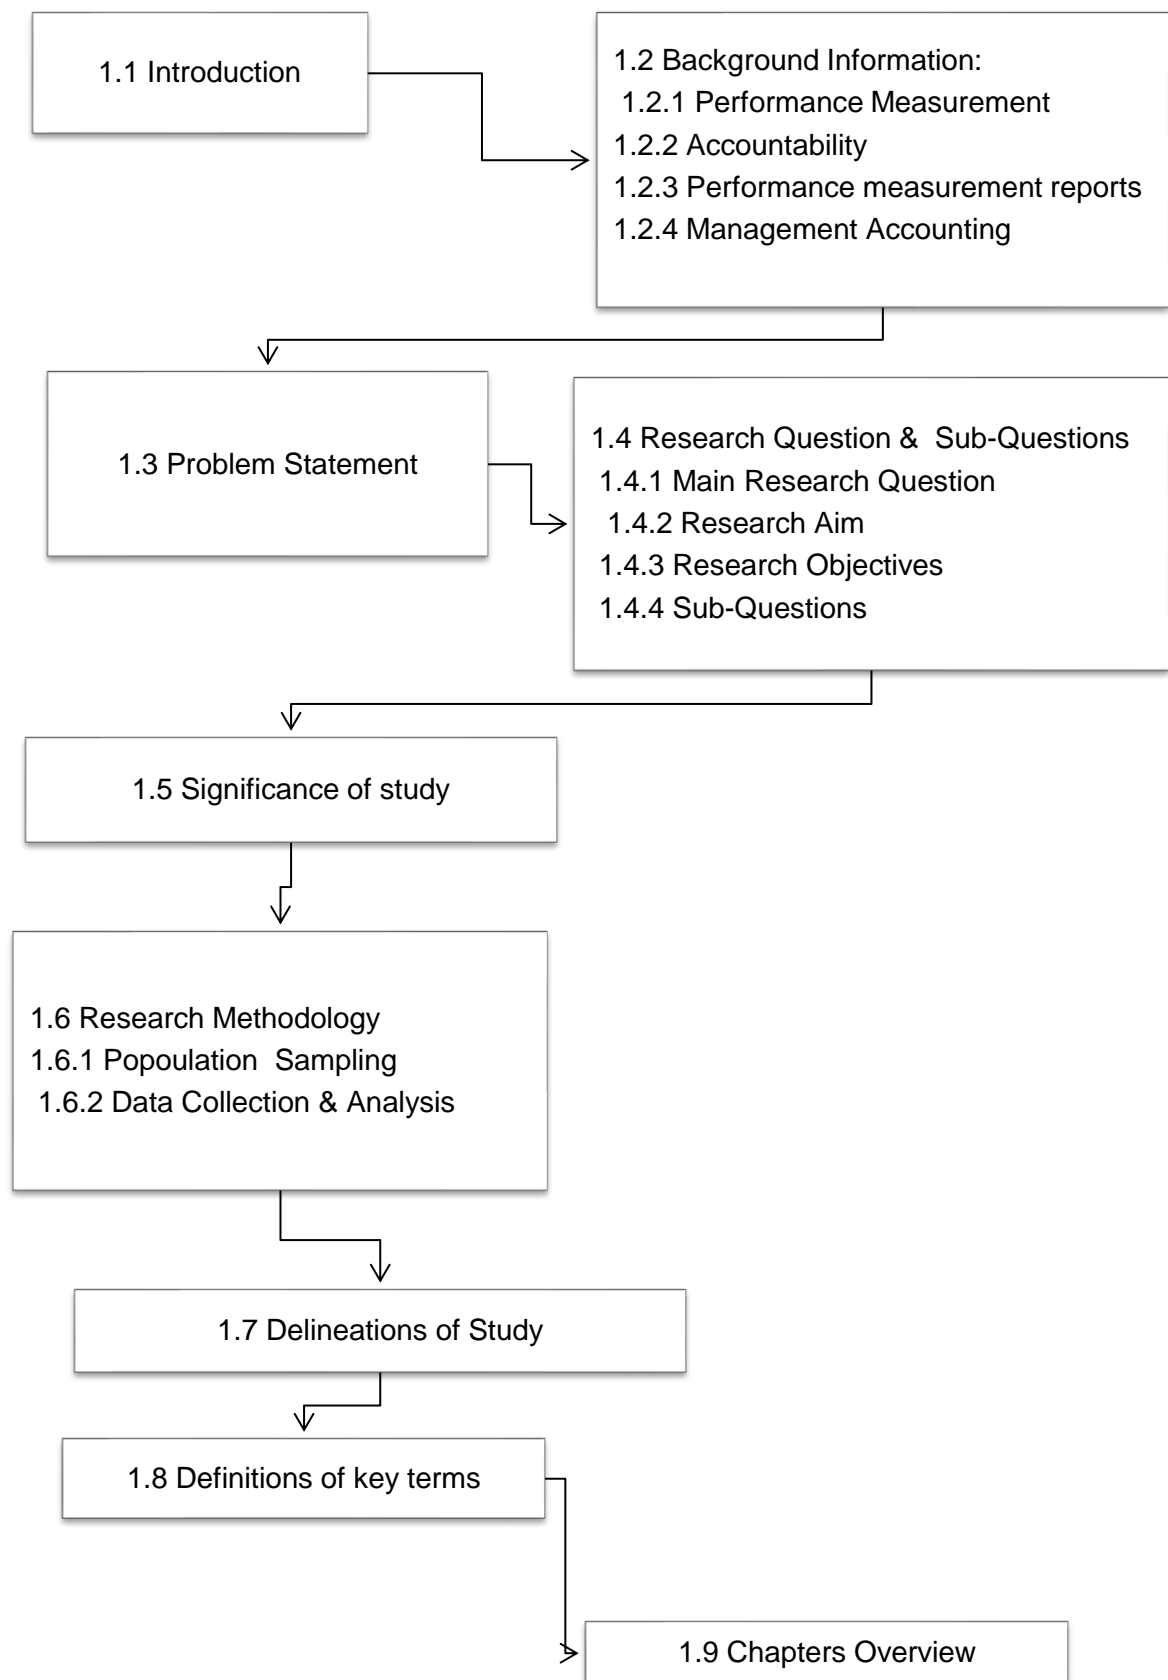 1.1 Introduction
1.2 Background Information:
1.2.1 Performance Measurement
1.2.2 Accountability
1.2.3 Performance measurement reports
1.2.4 Management Accounting
1.3 Problem Statement
1.4 Research Question & Sub-Questions
1.4.1 Main Research Question
1.4.2 Research Aim
1.4.3 Research Objectives
1.4.4 Sub-Questions
1.5 Significance of study
1.6 Research Methodology
1.6.1 Popoulation Sampling
1.6.2 Data Collection & Analysis
1.7 Delineations of Study
1.8 Definitions of key terms
1.9 Chapters Overview